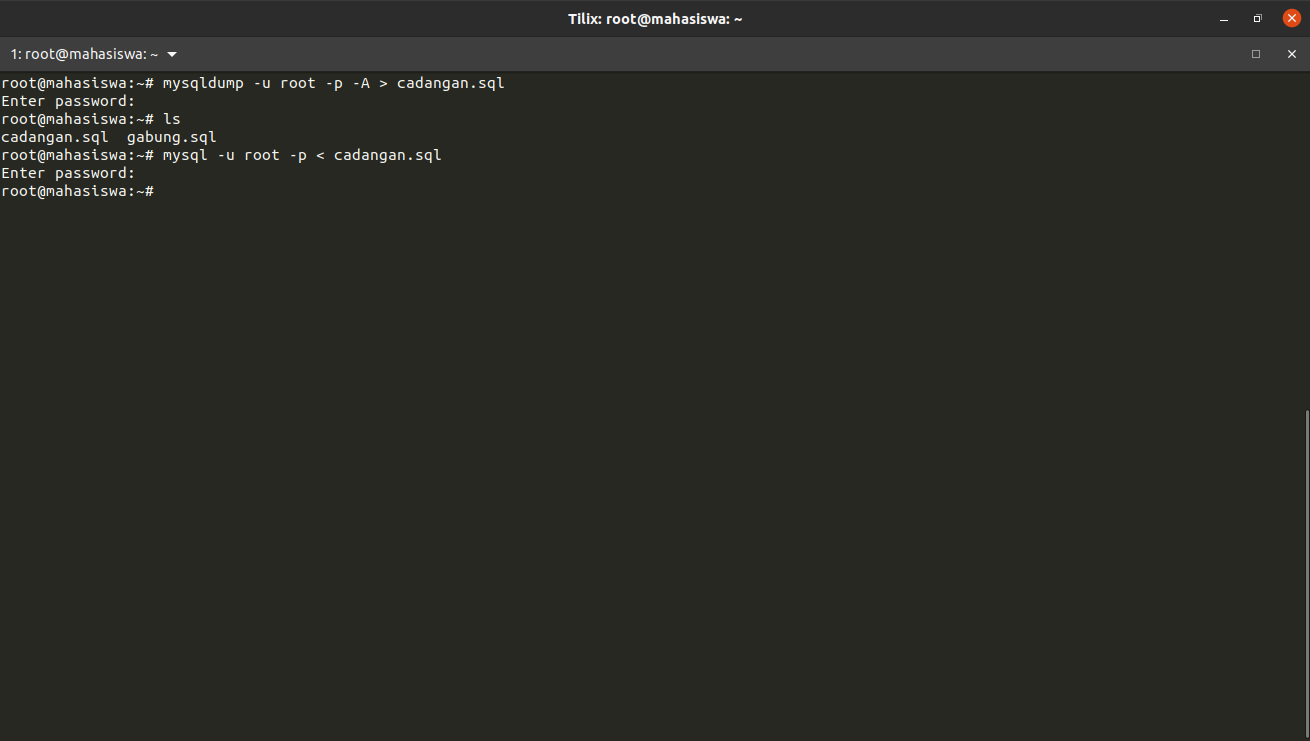 Tilix: root@mahasiswa: ~
1: root@mahasiswa: ~
root@mahasiswa:~# mysqldump -u root -p -A > cadangan.sql
Enter password:
root@mahasiswa:~# ls
cadangan.sql  gabung.sql
root@mahasiswa:~# mysql -u root -p < cadangan.sql
Enter password:
root@mahasiswa:~#